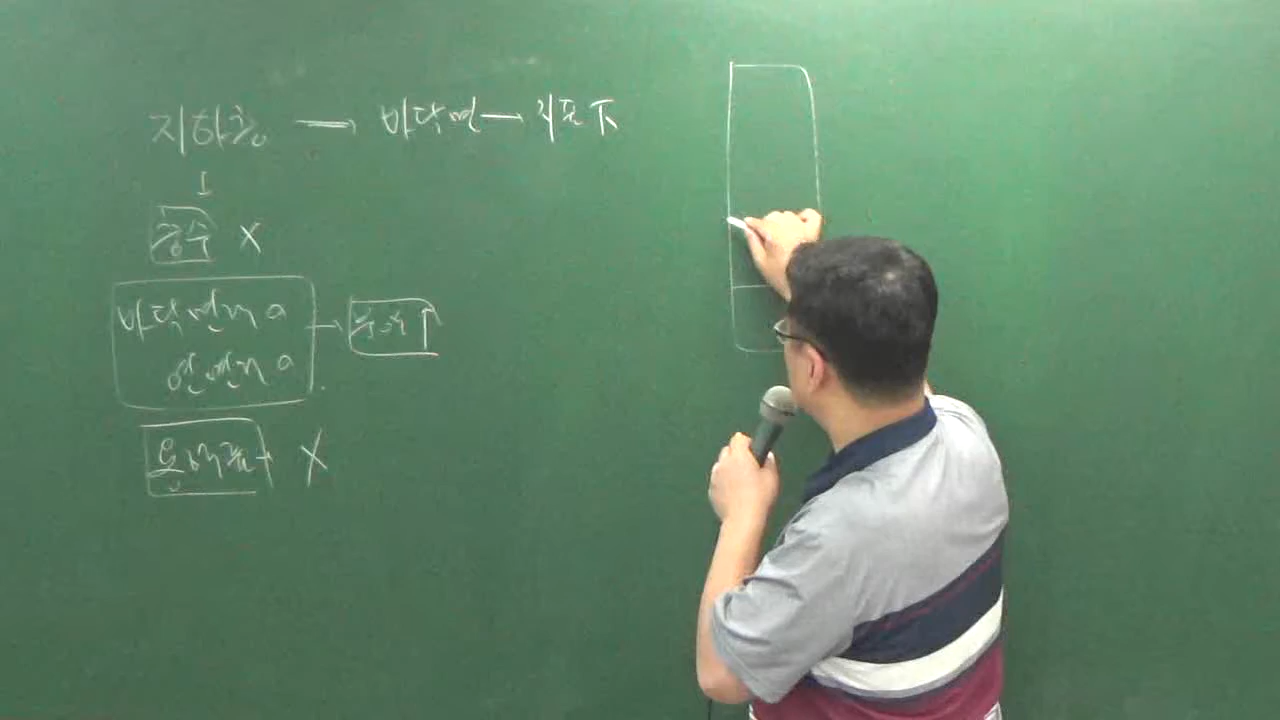 지하층 → 바닥면 → 지표下
↓
층수 X
바닥면적 a
연면적 a → 용적↑
용적률 X